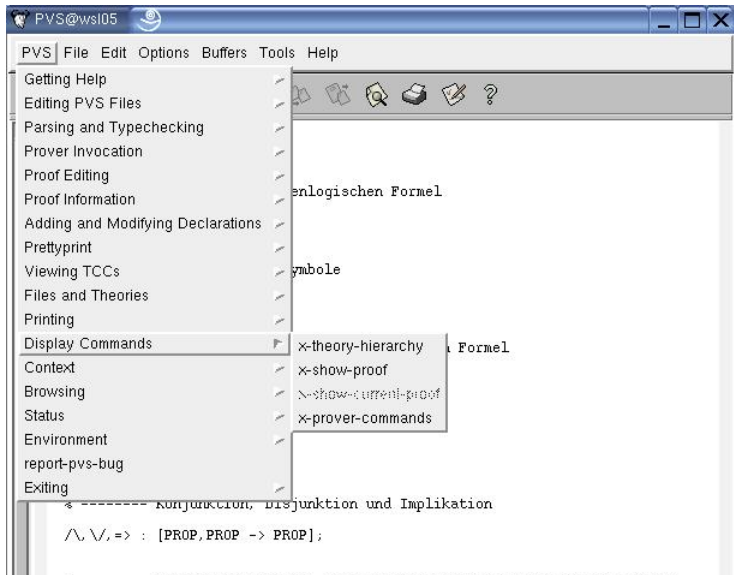 PVS@wsl05
PVS File Edit Options Buffers Tools Help
Getting Help
Editing PVS Files
Parsing and Typechecking
Prover Invocation
Proof Editing
enlogischen Formel
Proof Information
Adding and Modifying Declarations
Prettyprint
Viewing TCCs
ymbole
Files and Theories
Printing
Display Commands
x-theory-hierarchy
Formel
Context
x-show-proof
Browsing
x-show-current-proof
Status
x-prover-commands
Environment
report-pvs-bug
Exiting
% -------- Konjunktion, Disjunktion und Implikation
/\,\/,=> : [PROP,PROP -> PROP];